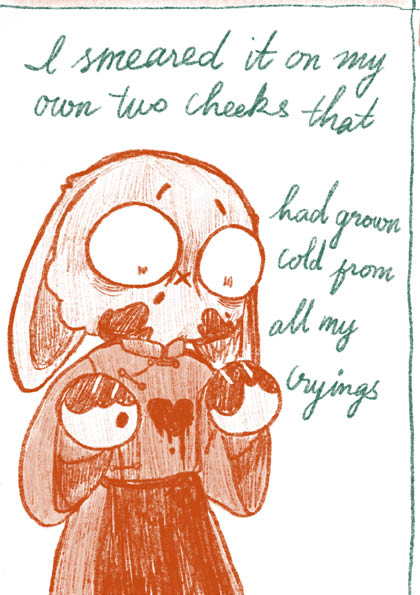 I smeared it on my
own two cheeks that
had grown
cold from
all my
cryings